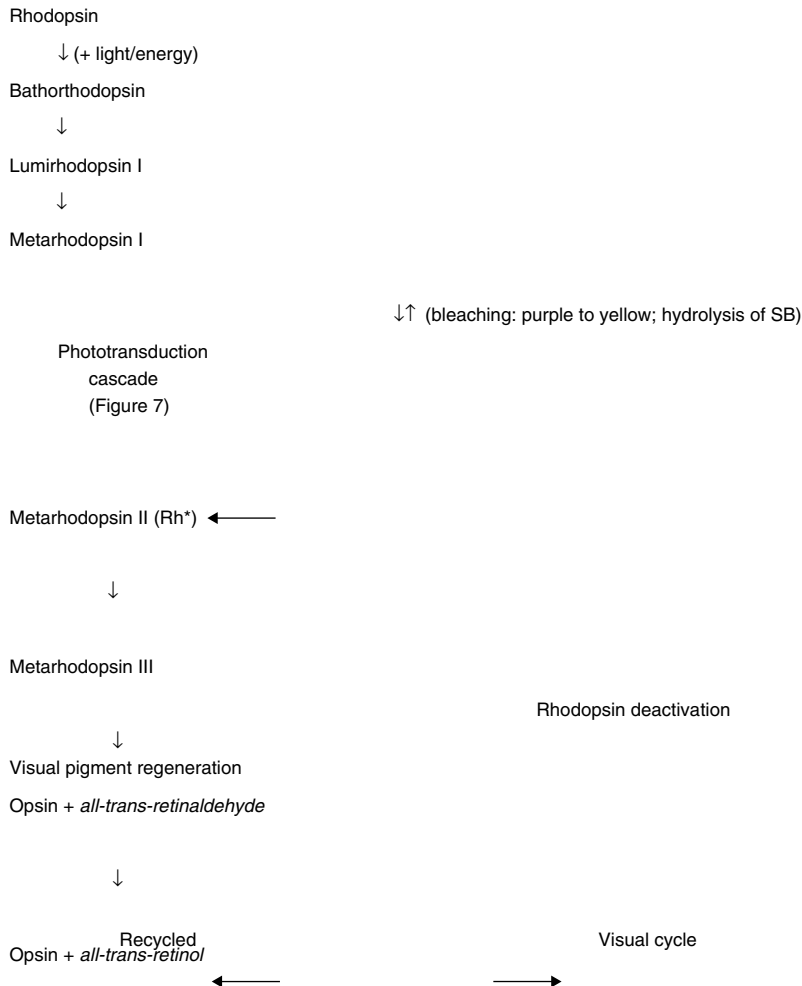 Rhodopsin
↓ (+ light/energy)
Bathorthodopsin
↓
Lumirhodopsin I
↓
Metarhodopsin I
↓↑ (bleaching: purple to yellow; hydrolysis of SB)
Phototransduction
cascade
(Figure 7)
Metarhodopsin II (Rh*) ←
↓
Metarhodopsin III
Rhodopsin deactivation
↓
Visual pigment regeneration
Opsin + all-trans-retinaldehyde
↓
Recycled Visual cycle
Opsin + all-trans-retinol
← →